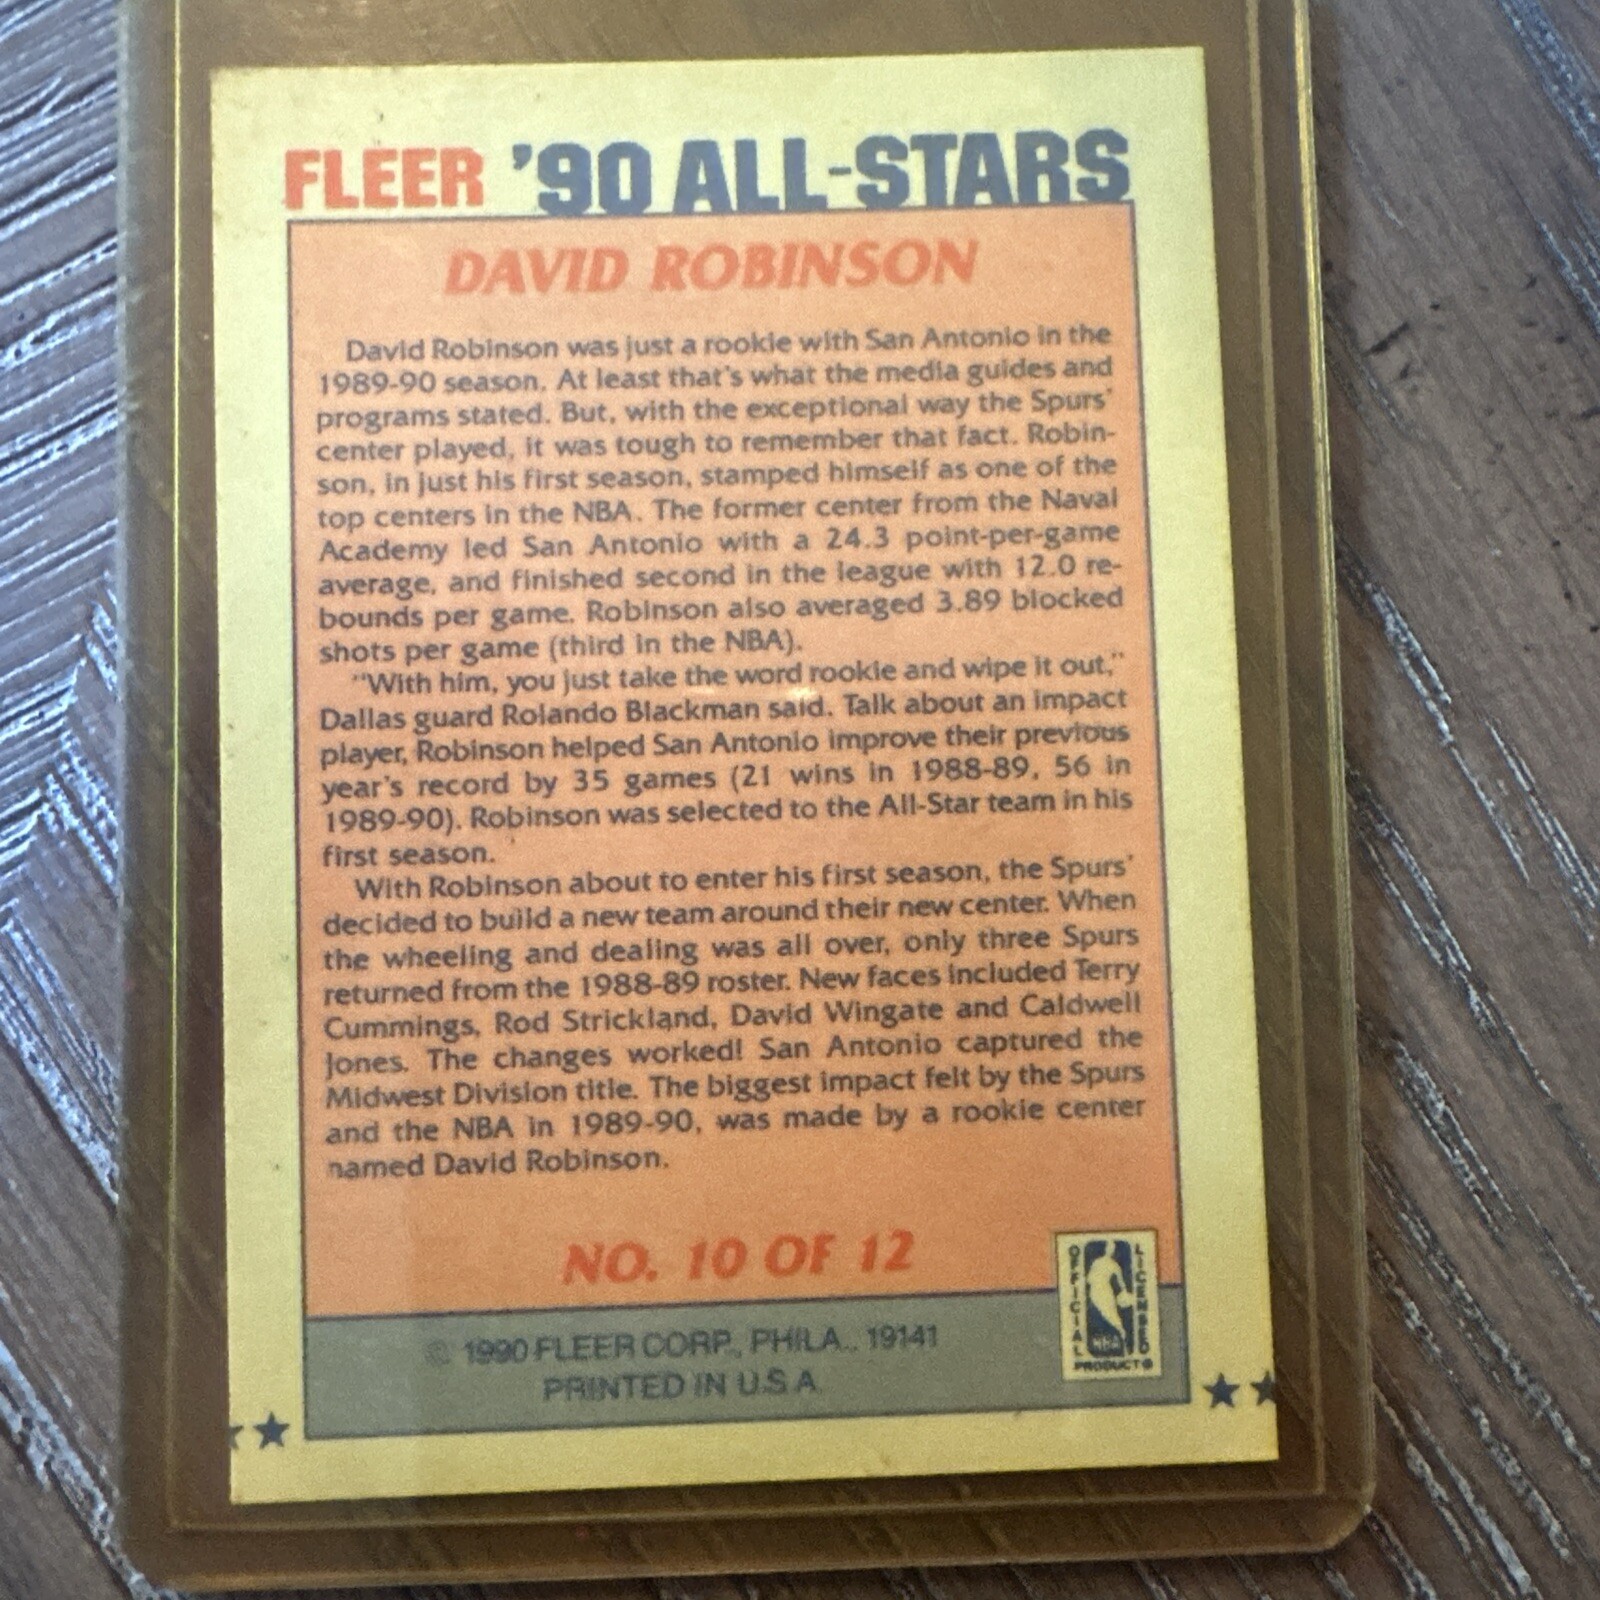 FLEER '90 ALL-STARS
DAVID ROBINSON
David Robinson was just a rookie with San Antonio in the
1989-90 season. At least that's what the media guides and
programs stated. But, with the exceptional way the Spurs'
center played, it was tough to remember that fact. Robin-
son, in just his first season, stamped himself as one of the
top centers in the NBA. The former center from the Naval
Academy led San Antonio with a 24.3 point-per-game
average, and finished second in the league with 12.0 re-
bounds per game. Robinson also averaged 3.89 blocked
shots per game (third in the NBA).
"With him, you just take the word rookie and wipe it out,"
Dallas guard Rolando Blackman said. Talk about an impact
player, Robinson helped San Antonio improve their previous
year's record by 35 games (21 wins in 1988-89, 56 in
1989-90). Robinson was selected to the All-Star team in his
first season.
With Robinson about to enter his first season, the Spurs'
decided to build a new team around their new center. When
the wheeling and dealing was all over, only three Spurs
returned from the 1988-89 roster. New faces included Terry
Cummings, Rod Strickland, David Wingate and Caldwell
Jones. The changes worked! San Antonio captured the
Midwest Division title. The biggest impact felt by the Spurs
and the NBA in 1989-90, was made by a rookie center
named David Robinson.
NO. 10 OF 12
OFFICIAL
LICENSED
NBA
PRODUCT®
© 1990 FLEER CORP., PHILA., 19141
PRINTED IN U.S.A.